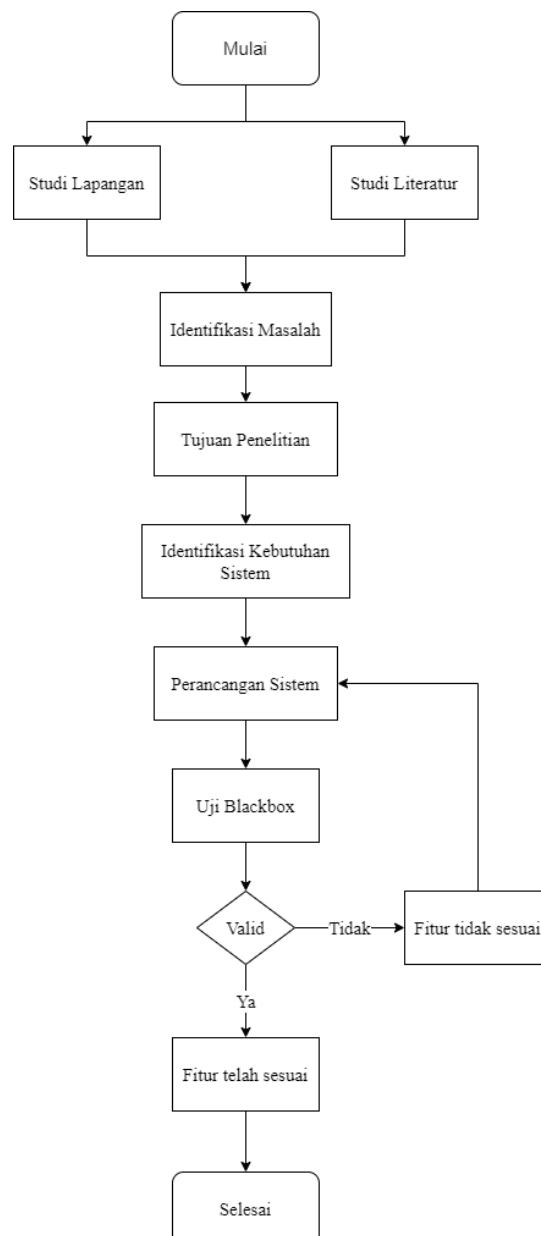 Mulai
Studi Lapangan
Studi Literatur
Identifikasi Masalah
Tujuan Penelitian
Identifikasi Kebutuhan
Sistem
Perancangan Sistem
Uji Blackbox
Valid
Tidak
Fitur tidak sesuai
Ya
Fitur telah sesuai
Selesai